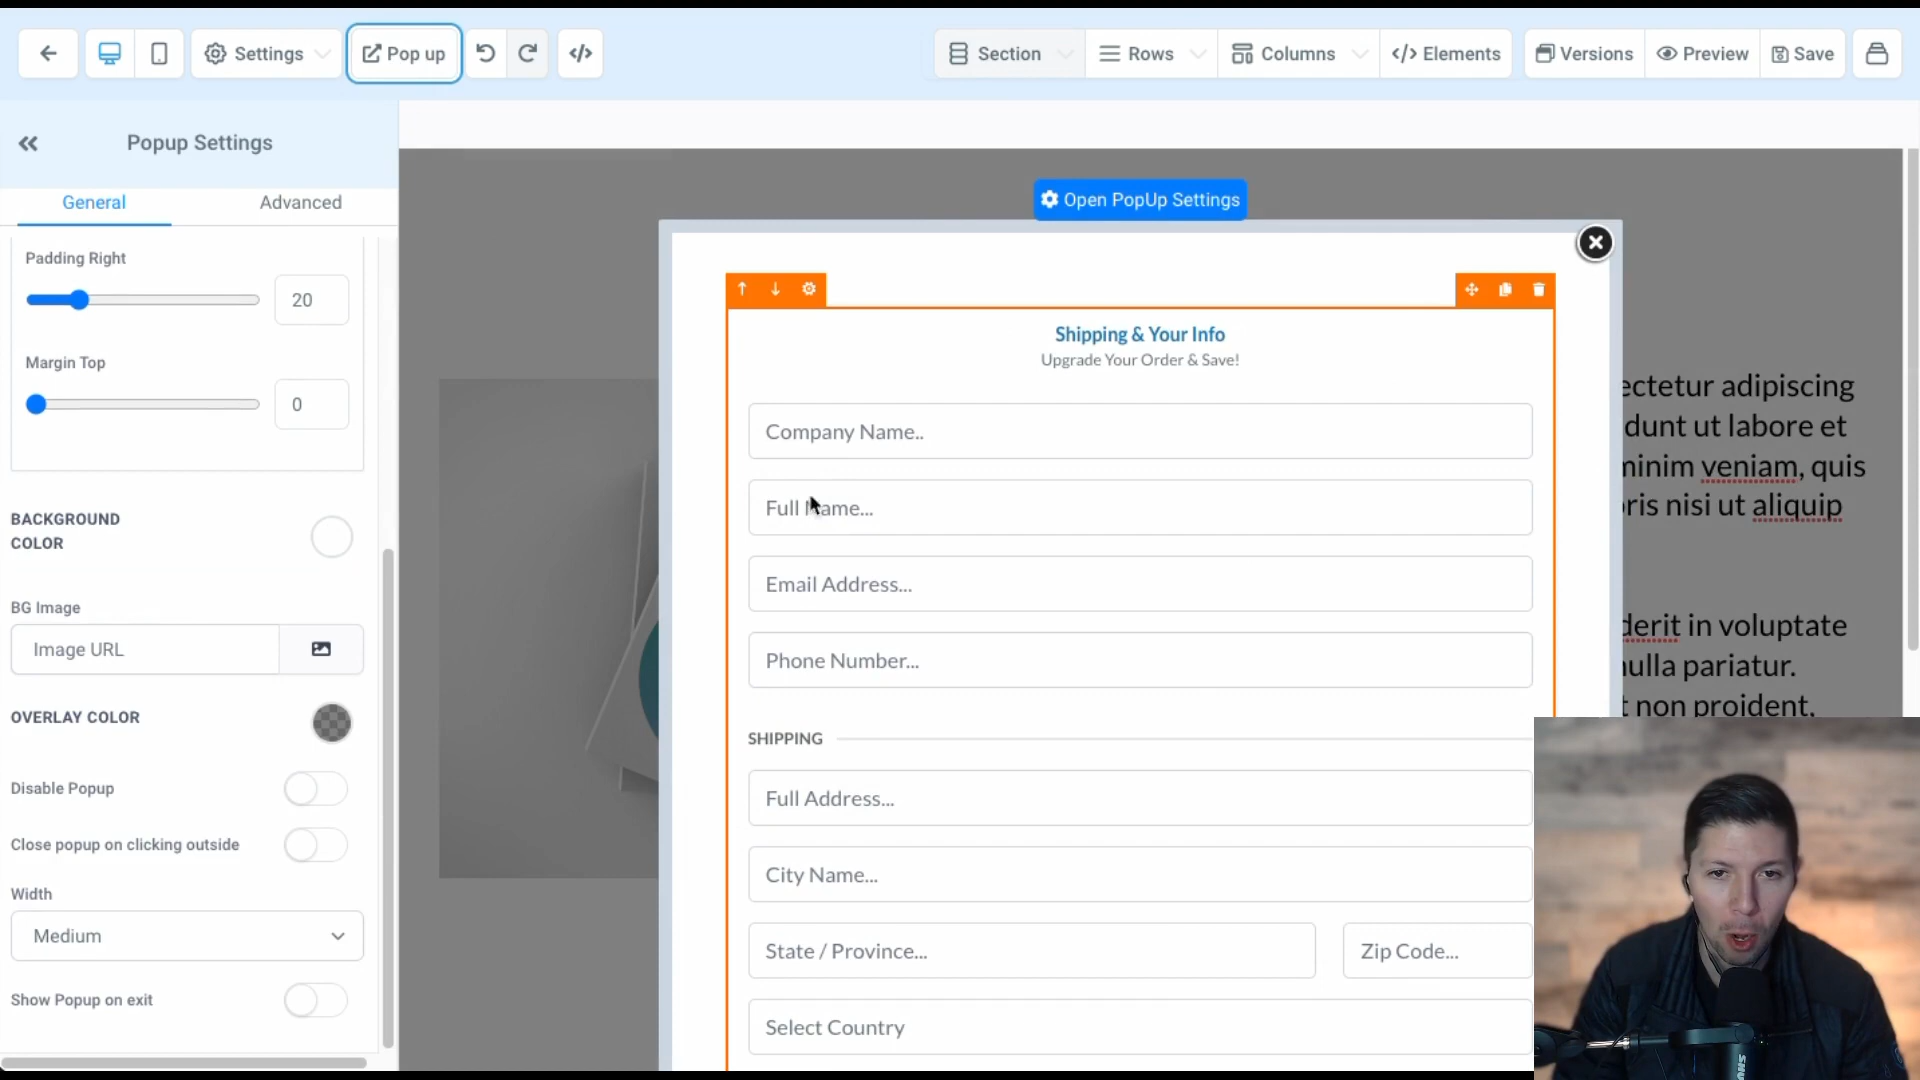 Settings
Pop up
Section
Rows
Columns
</> Elements
Versions
Preview
Save
Popup Settings
General
Advanced
Padding Right
20
Margin Top
0
BACKGROUND
COLOR
BG Image
Image URL
OVERLAY COLOR
Disable Popup
Close popup on clicking outside
Width
Medium
Show Popup on exit
Open PopUp Settings
Shipping & Your Info
Upgrade Your Order & Save!
Company Name..
Full Name...
Email Address...
Phone Number...
SHIPPING
Full Address...
City Name...
State / Province...
Zip Code...
Select Country
ectetur adipiscing
dunt ut labore et
minim veniam, quis
oris nisi ut aliquip
derit in voluptate
nulla pariatur.
t non proident,